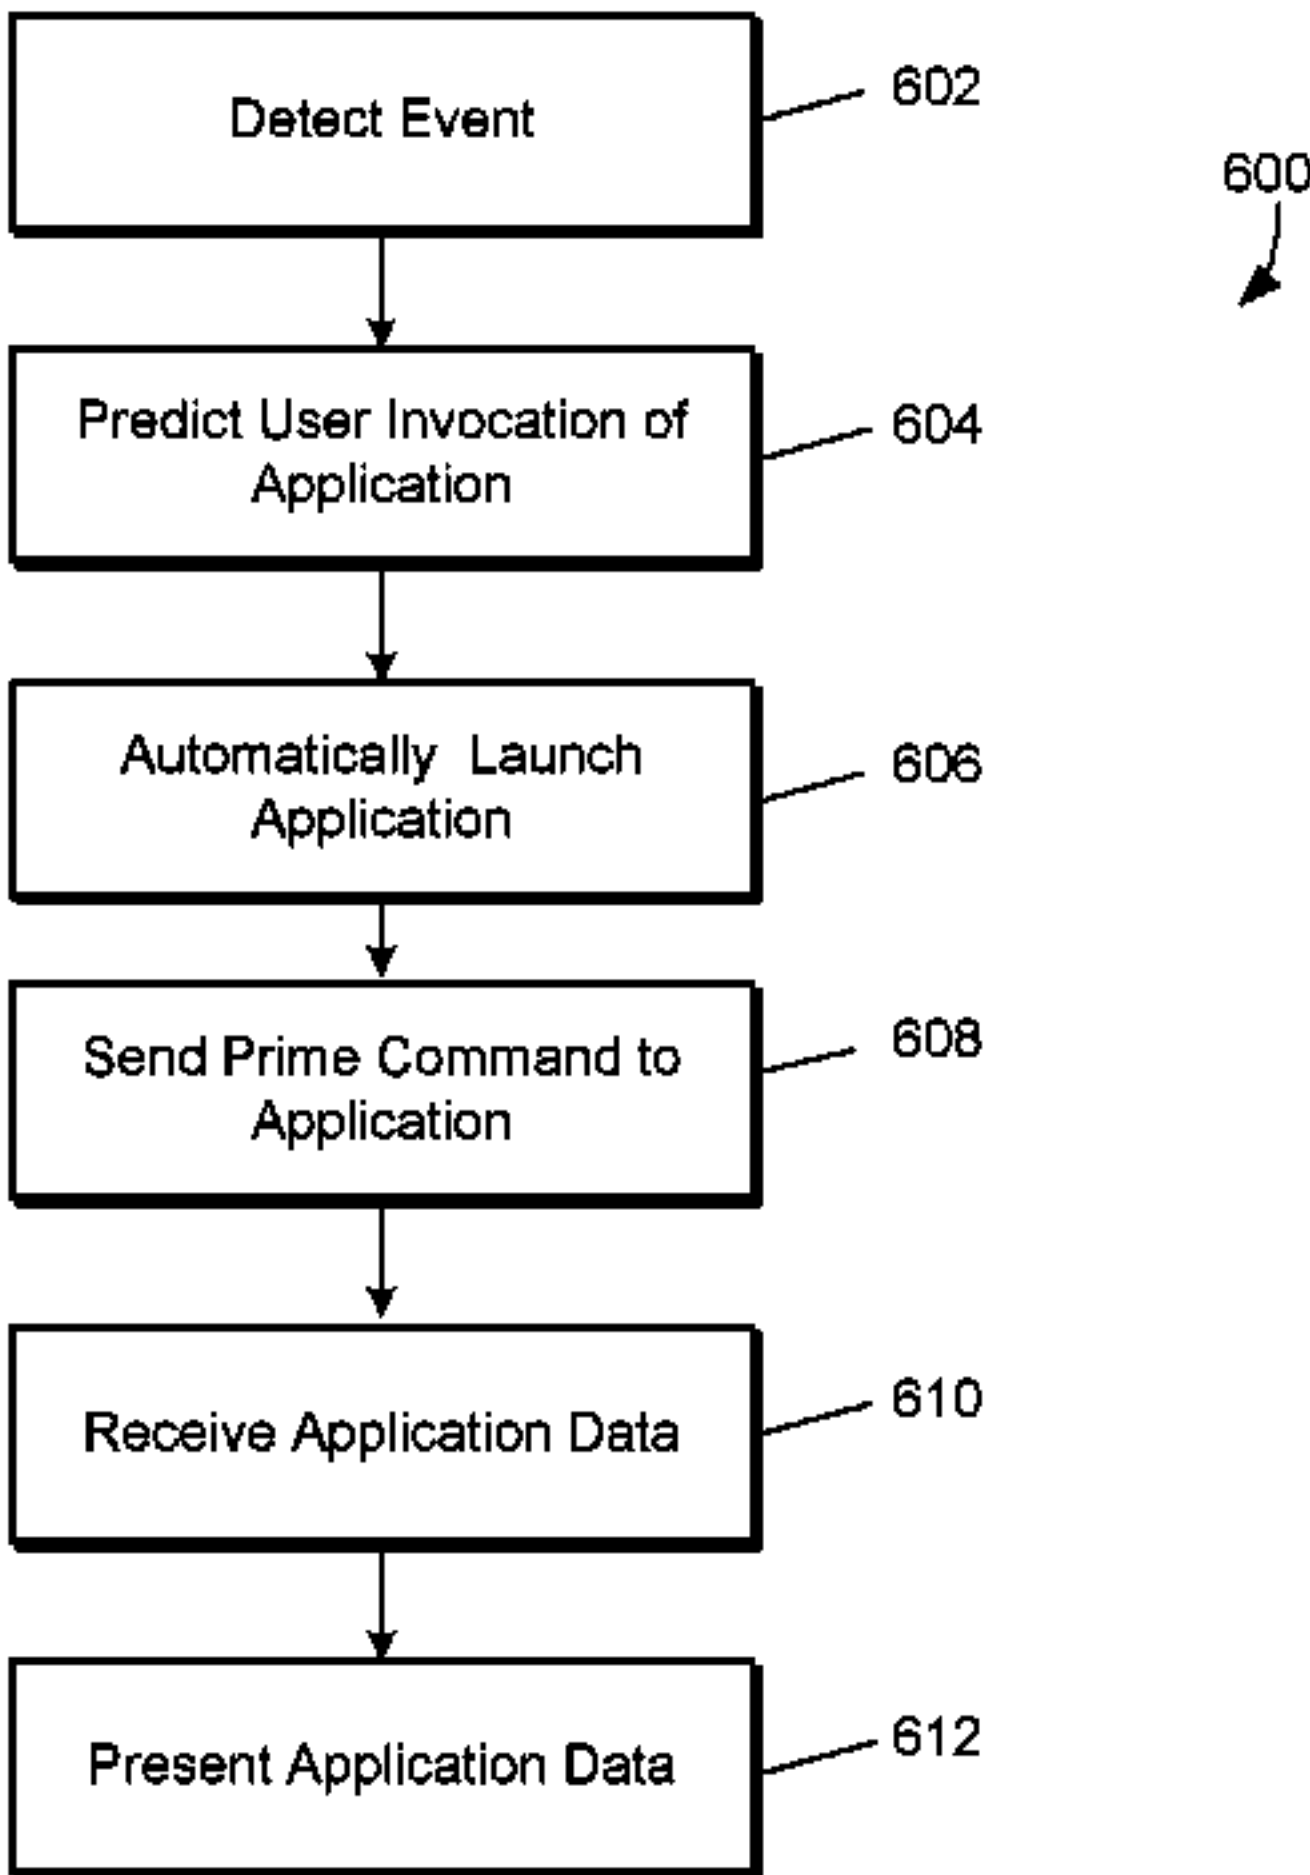 Detect Event
602
600
Predict User Invocation of
Application
604
Automatically Launch
Application
606
Send Prime Command to
Application
608
Receive Application Data
610
Present Application Data
612